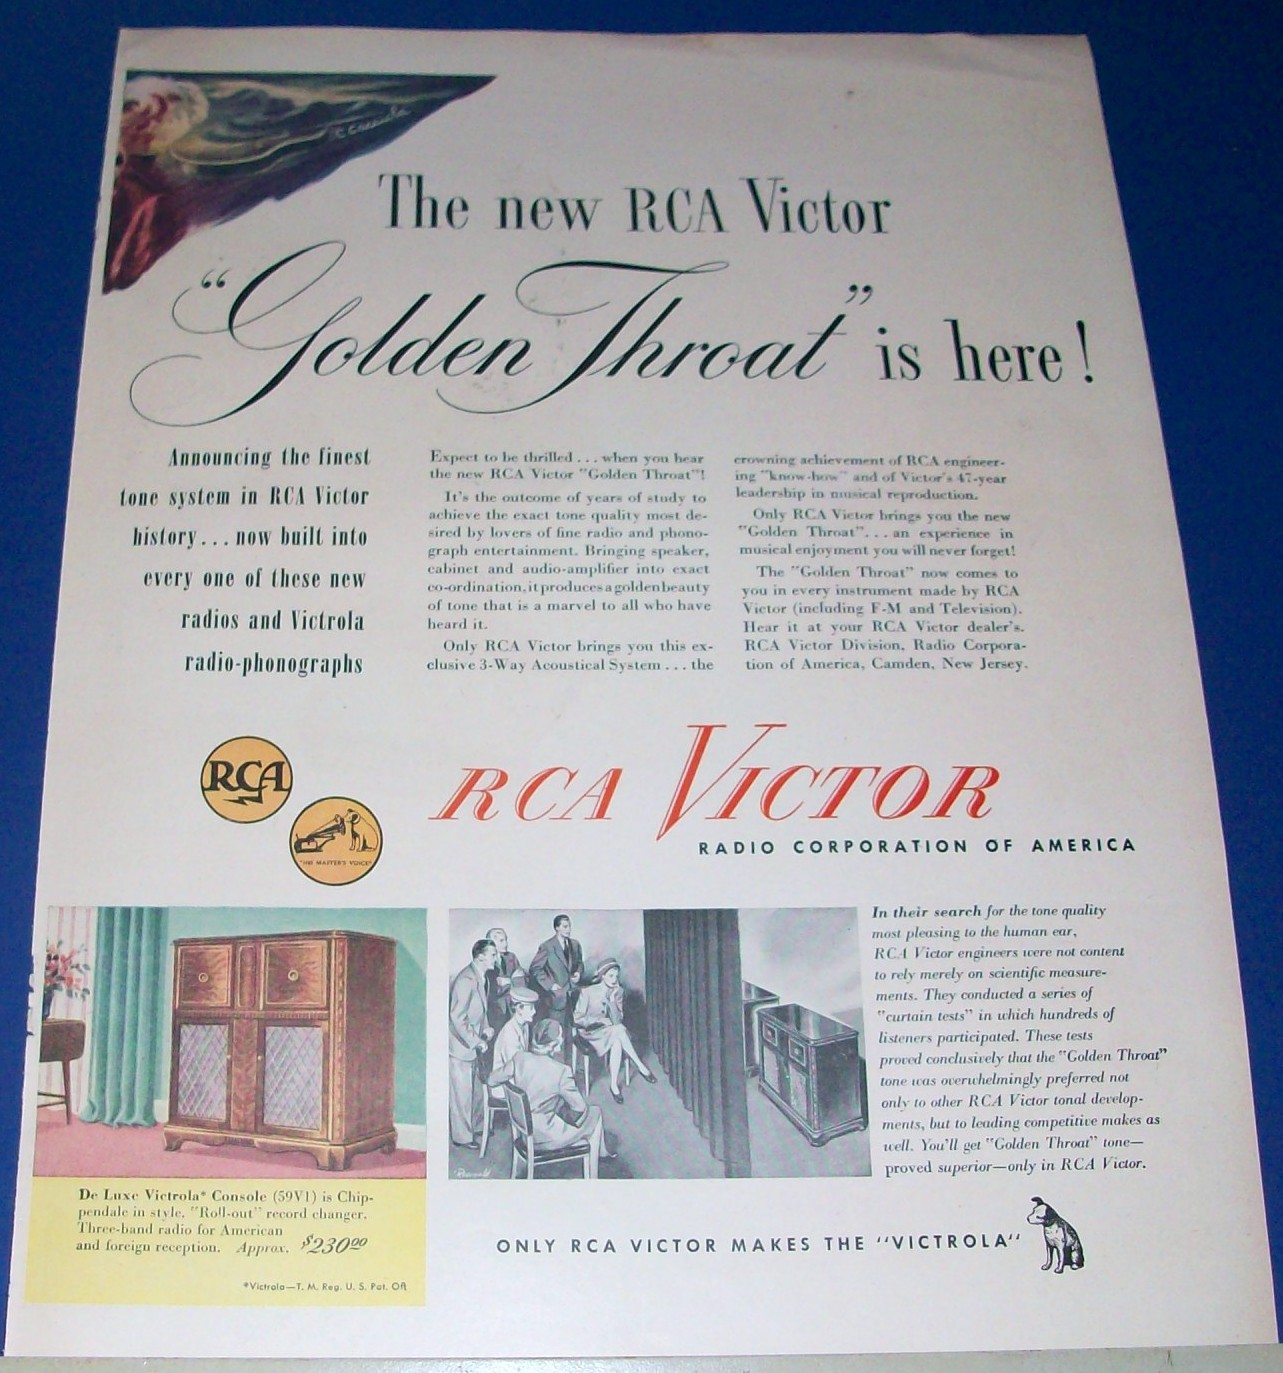 The new RCA Victor
"Golden Throat" is here!
Announcing the finest
tone system in RCA Victor
history... now built into
every one of these new
radios and Victrola
radio-phonographs
Expect to be thrilled... when you hear
the new RCA Victor "Golden Throat"!
It's the outcome of years of study to
achieve the exact tone quality most de-
sired by lovers of fine radio and phono-
graph entertainment. Bringing speaker,
cabinet and audio-amplifier into exact
co-ordination, it produces a golden beauty
of tone that is a marvel to all who have
heard it.
Only RCA Victor brings you this ex-
clusive 3-Way Acoustical System... the
crowning achievement of RCA engineer-
ing "know-how" and of Victor's 47-year
leadership in musical reproduction.
Only RCA Victor brings you the new
"Golden Throat"... an experience in
musical enjoyment you will never forget!
The "Golden Throat" now comes to
you in every instrument made by RCA
Victor (including F-M and Television).
Hear it at your RCA Victor dealer's.
RCA Victor Division, Radio Corpora-
tion of America, Camden, New Jersey.
RCA
"HIS MASTER'S VOICE"
RCA VICTOR
RADIO CORPORATION OF AMERICA
De Luxe Victrola* Console (59V1) is Chip-
pendale in style. "Roll-out" record changer.
Three-band radio for American
and foreign reception. Approx. $230.00
*Victrola—T. M. Reg. U. S. Pat. Off.
In their search for the tone quality
most pleasing to the human ear,
RCA Victor engineers were not content
to rely merely on scientific measure-
ments. They conducted a series of
"curtain tests" in which hundreds of
listeners participated. These tests
proved conclusively that the "Golden Throat"
tone was overwhelmingly preferred not
only to other RCA Victor tonal develop-
ments, but to leading competitive makes as
well. You'll get "Golden Throat" tone—
proved superior—only in RCA Victor.
ONLY RCA VICTOR MAKES THE "VICTROLA"